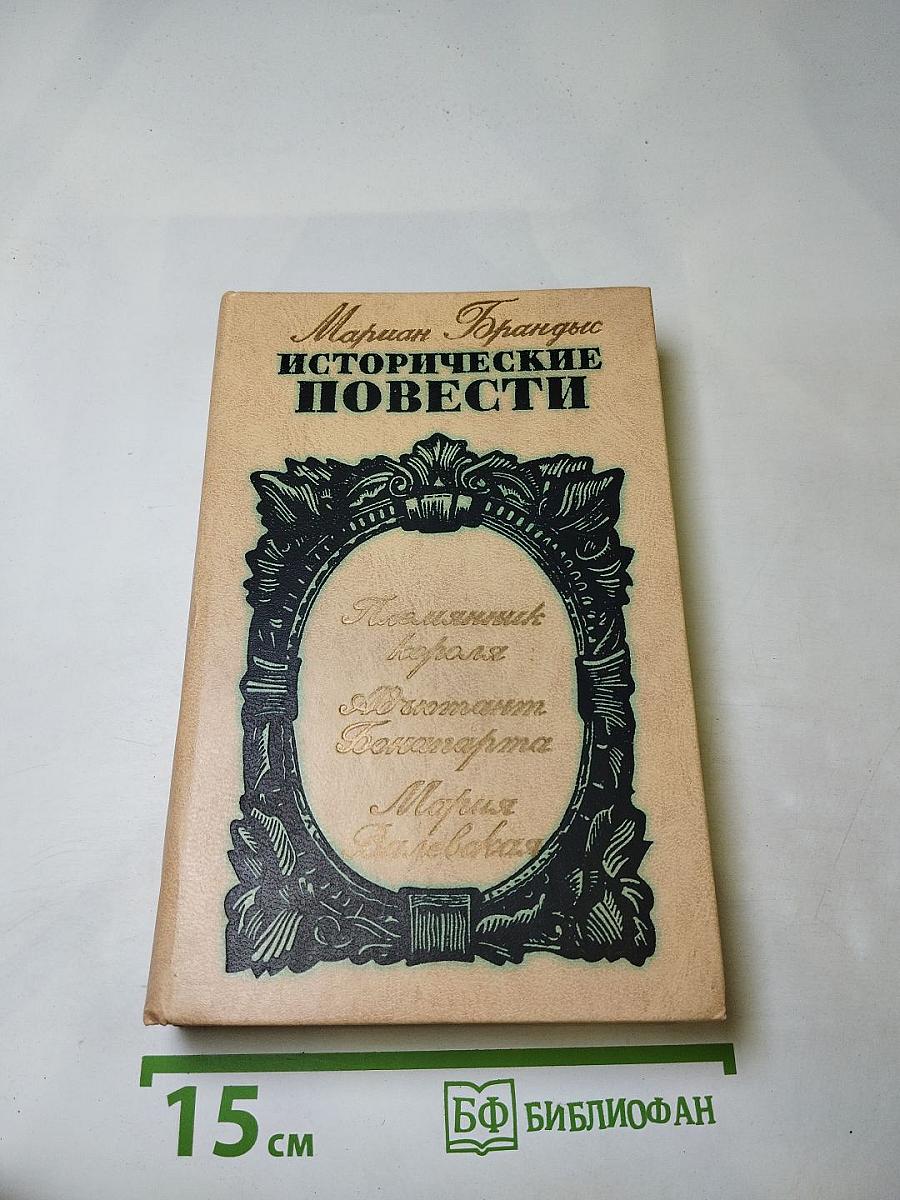 Мариан Брандыс
ИСТОРИЧЕСКИЕ
ПОВЕСТИ
Племянник
короля
Адъютант
Бонапарта
Мария
Валевская
15 см
БФ БИБЛИОФАН